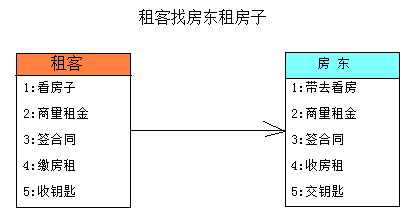 租客找房东租房子
租客
1:看房子
2:商量租金
3:签合同
4:缴房租
5:收钥匙
房 东
1:带去看房
2:商量租金
3:签合同
4:收房租
5:交钥匙